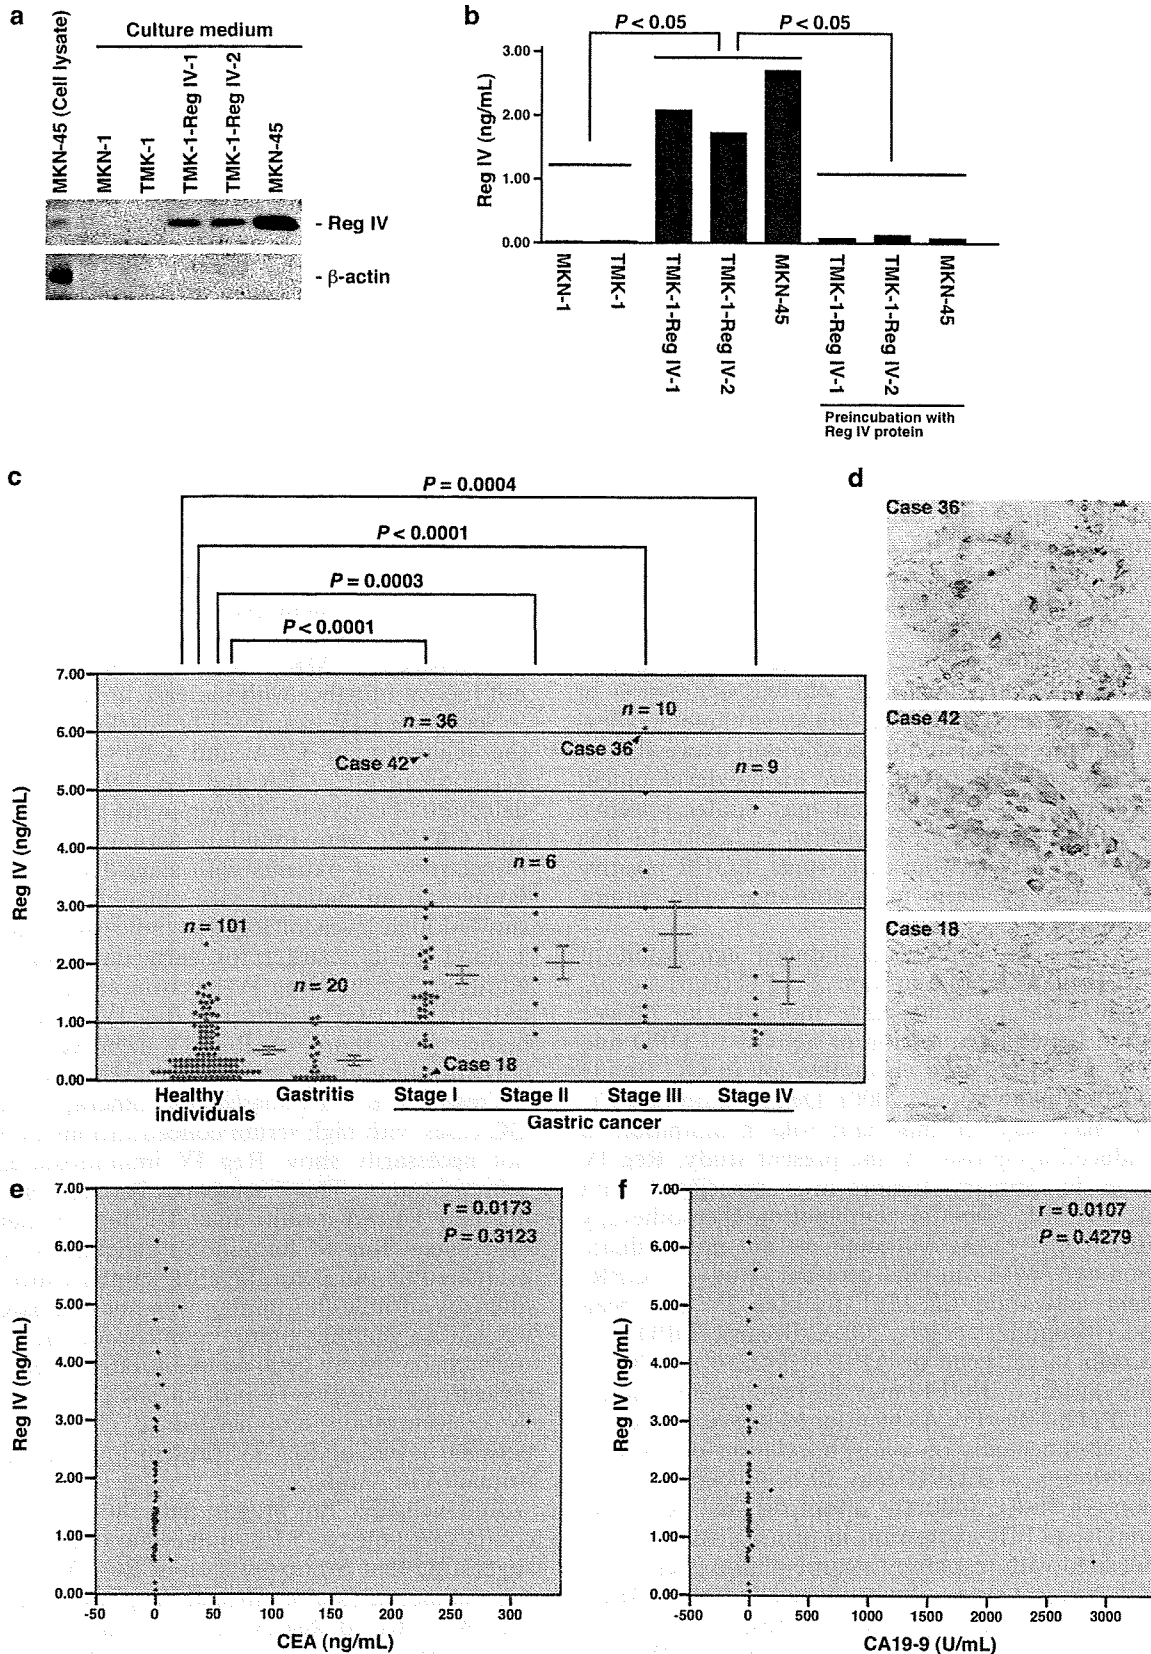 a
Culture medium
MKN-45 (Cell lysate)
MKN-1
TMK-1
TMK-1-Reg IV-1
TMK-1-Reg IV-2
MKN-45
- Reg IV
- β-actin
b
P < 0.05
P < 0.05
Reg IV (ng/mL)
3.00
2.00
1.00
0.00
MKN-1
TMK-1
TMK-1-Reg IV-1
TMK-1-Reg IV-2
MKN-45
TMK-1-Reg IV-1
TMK-1-Reg IV-2
MKN-45
Preincubation with
Reg IV protein
c
P = 0.0004
P < 0.0001
P = 0.0003
P < 0.0001
Reg IV (ng/mL)
7.00
6.00
5.00
4.00
3.00
2.00
1.00
0.00
n = 101
n = 20
n = 36
n = 6
n = 10
n = 9
Case 42
Case 36
Case 18
Healthy
individuals
Gastritis
Stage I
Stage II
Stage III
Stage IV
Gastric cancer
d
Case 36
Case 42
Case 18
e
r = 0.0173
P = 0.3123
Reg IV (ng/mL)
7.00
6.00
5.00
4.00
3.00
2.00
1.00
0.00
-50
0
50
100
150
200
250
300
CEA (ng/mL)
f
r = 0.0107
P = 0.4279
Reg IV (ng/mL)
7.00
6.00
5.00
4.00
3.00
2.00
1.00
0.00
-500
0
500
1000
1500
2000
2500
3000
CA19-9 (U/mL)